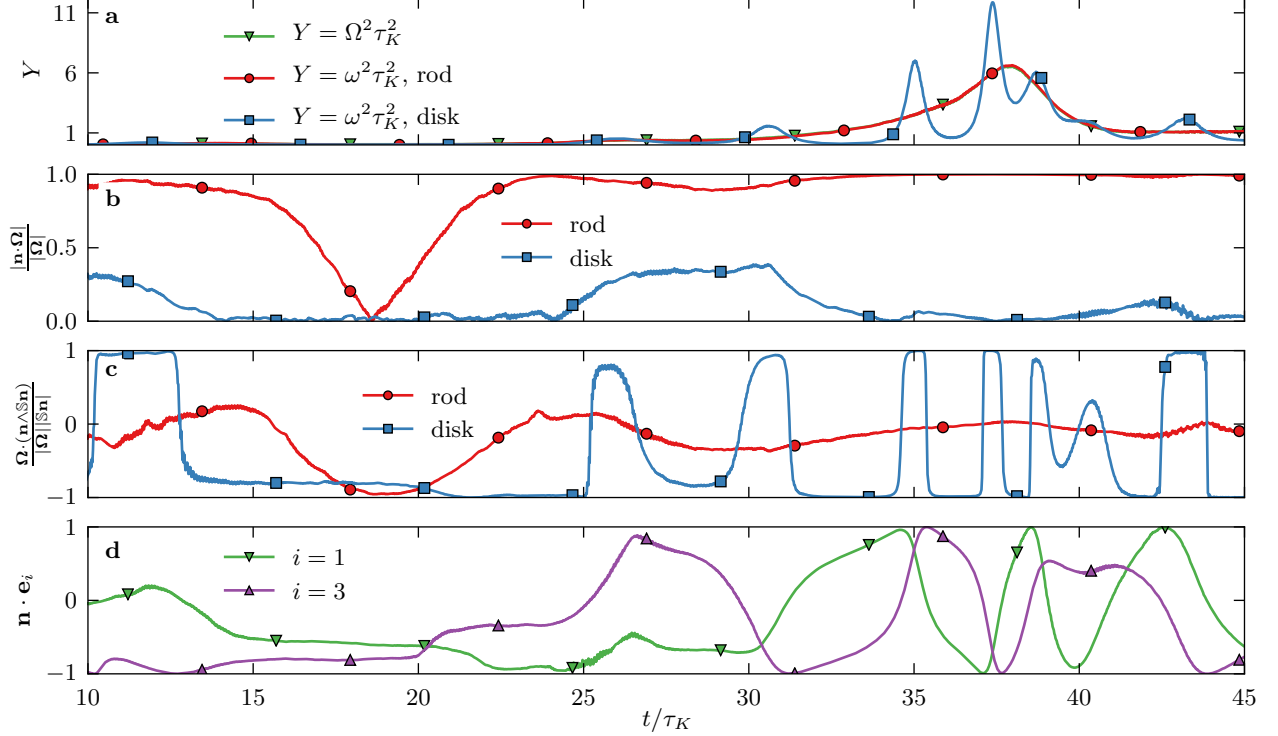 11
6
1
Y
a
Y = Ω²τ_K²
Y = ω²τ_K², rod
Y = ω²τ_K², disk
1.0
0.5
0.0
|n·Ω|
|Ω|
b
rod
disk
1
0
−1
Ω·(n∧𝕊n)
|Ω||𝕊n|
c
rod
disk
1
0
−1
n · e_i
d
i = 1
i = 3
10 15 20 25 30 35 40 45
t/τ_K